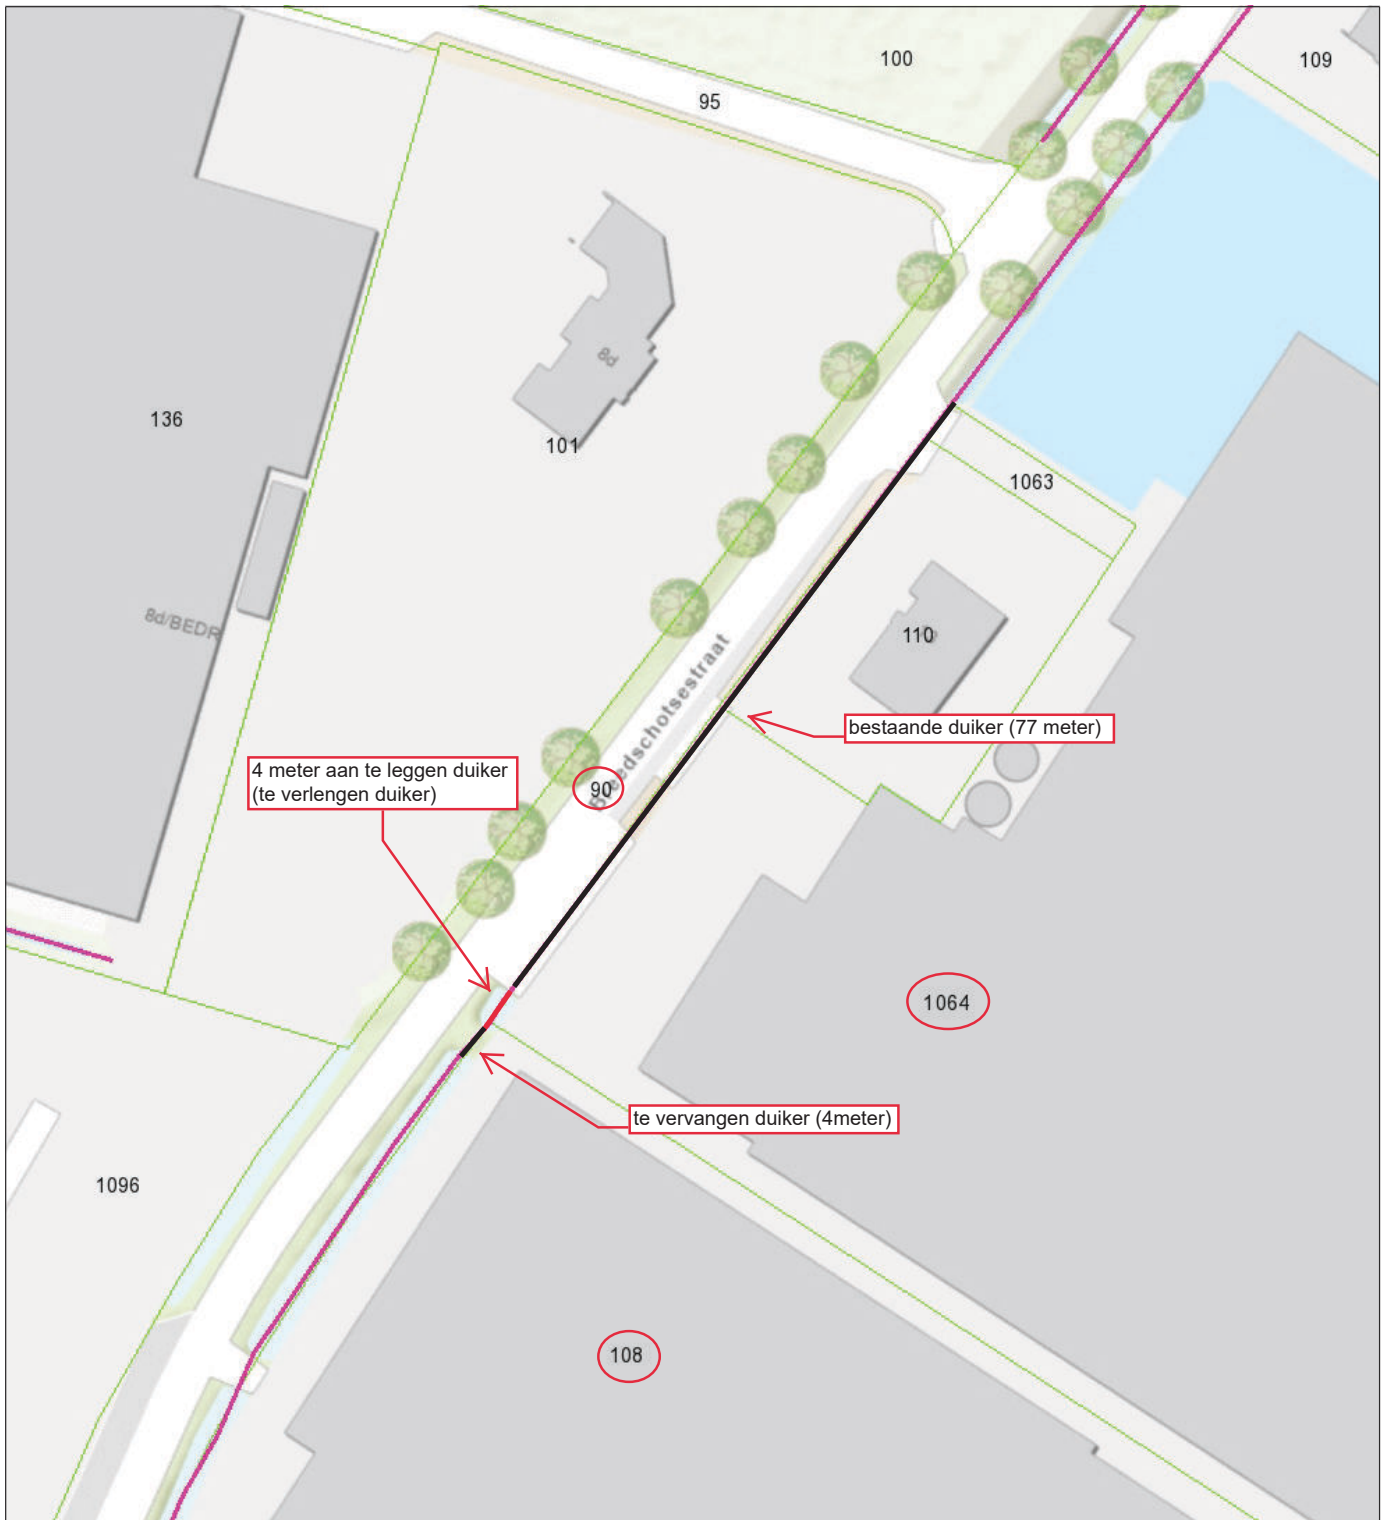 100
109
95
8d
136
101
1063
8d/BEDR
110
Breedschotsestraat
bestaande duiker (77 meter)
4 meter aan te leggen duiker
(te verlengen duiker)
90
1064
te vervangen duiker (4meter)
1096
108